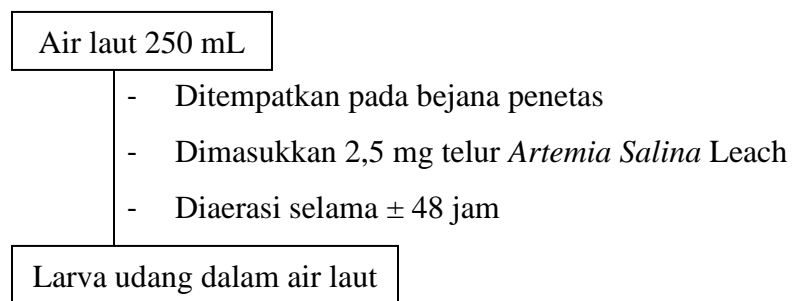 Air laut 250 mL
- Ditempatkan pada bejana penetas
- Dimasukkan 2,5 mg telur Artemia Salina Leach
- Diaerasi selama ± 48 jam
Larva udang dalam air laut